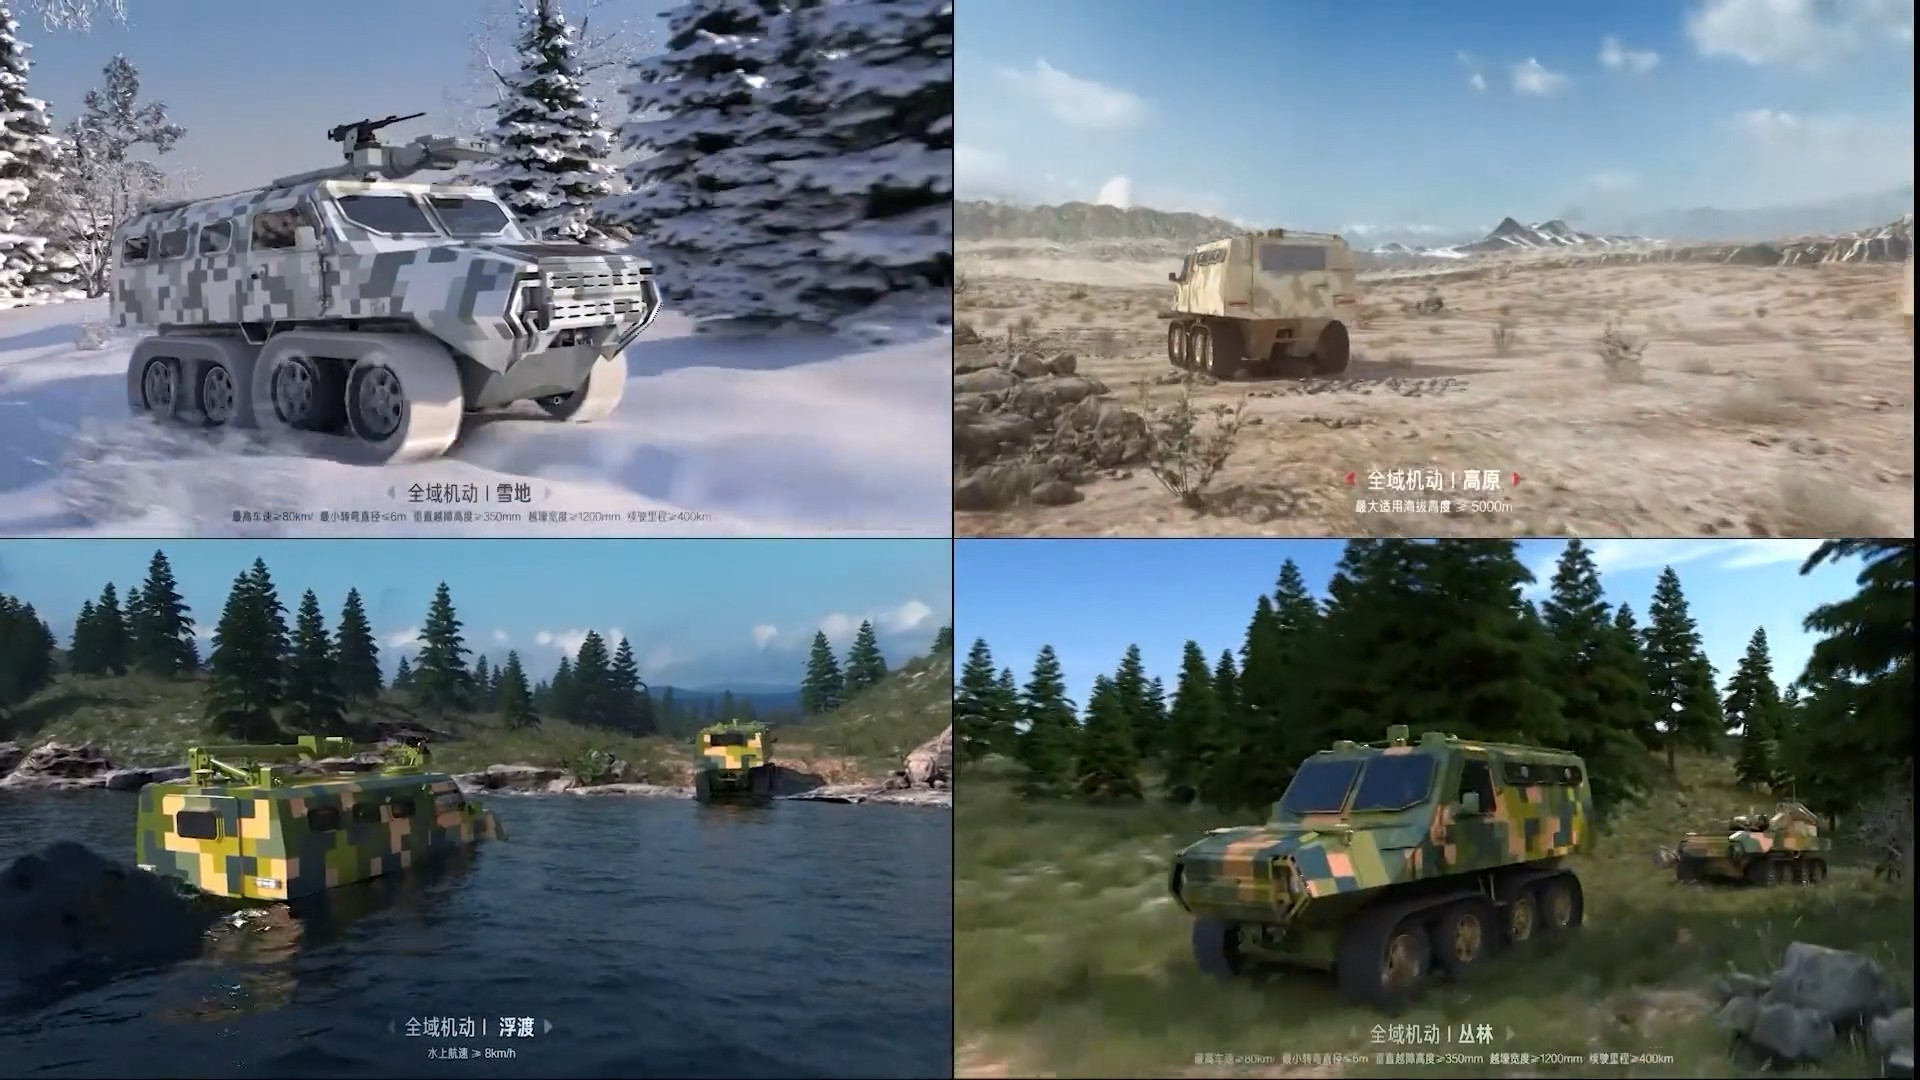 全域机动 | 雪地
最高车速≥80km/ 最小转弯直径≤6m 垂直越障高度≥350mm 越壕宽度≥1200mm 续驶里程≥400km
全域机动 | 高原
最大适用海拔高度 ≥ 5000m
全域机动 | 浮渡
水上航速 ≥ 8km/h
全域机动 | 丛林
最高车速≥80km/ 最小转弯直径≤6m 垂直越障高度≥350mm 越壕宽度≥1200mm 续驶里程≥400km